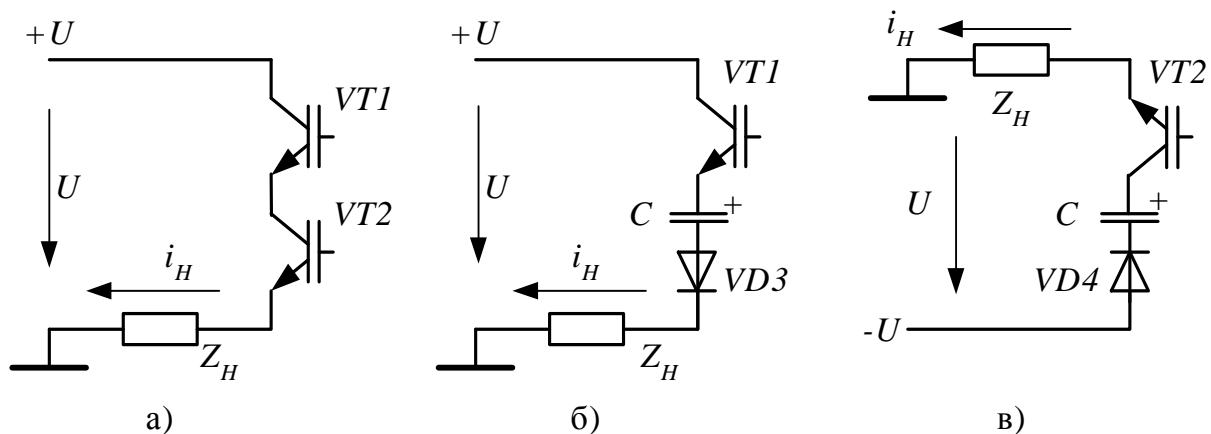 +U
VT1
U
VT2
i_H
Z_H
а)
+U
VT1
U
C
+
i_H
VD3
Z_H
б)
i_H
VT2
Z_H
U
C
+
VD4
-U
в)